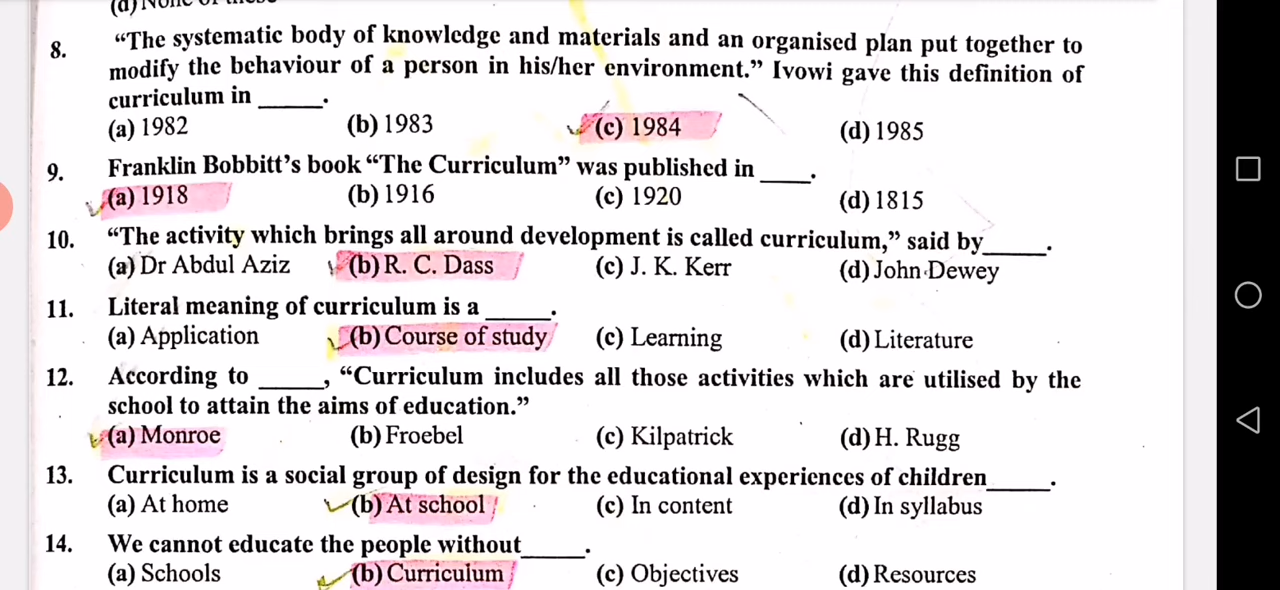 (d) None of these
8. "The systematic body of knowledge and materials and an organised plan put together to
modify the behaviour of a person in his/her environment." Ivowi gave this definition of
curriculum in _____.
(a) 1982 (b) 1983 (c) 1984 (d) 1985
9. Franklin Bobbitt's book "The Curriculum" was published in ____.
(a) 1918 (b) 1916 (c) 1920 (d) 1815
10. "The activity which brings all around development is called curriculum," said by_____.
(a) Dr Abdul Aziz (b) R. C. Dass (c) J. K. Kerr (d) John Dewey
11. Literal meaning of curriculum is a _____.
(a) Application (b) Course of study (c) Learning (d) Literature
12. According to _____, "Curriculum includes all those activities which are utilised by the
school to attain the aims of education."
(a) Monroe (b) Froebel (c) Kilpatrick (d) H. Rugg
13. Curriculum is a social group of design for the educational experiences of children_____.
(a) At home (b) At school (c) In content (d) In syllabus
14. We cannot educate the people without_____.
(a) Schools (b) Curriculum (c) Objectives (d) Resources